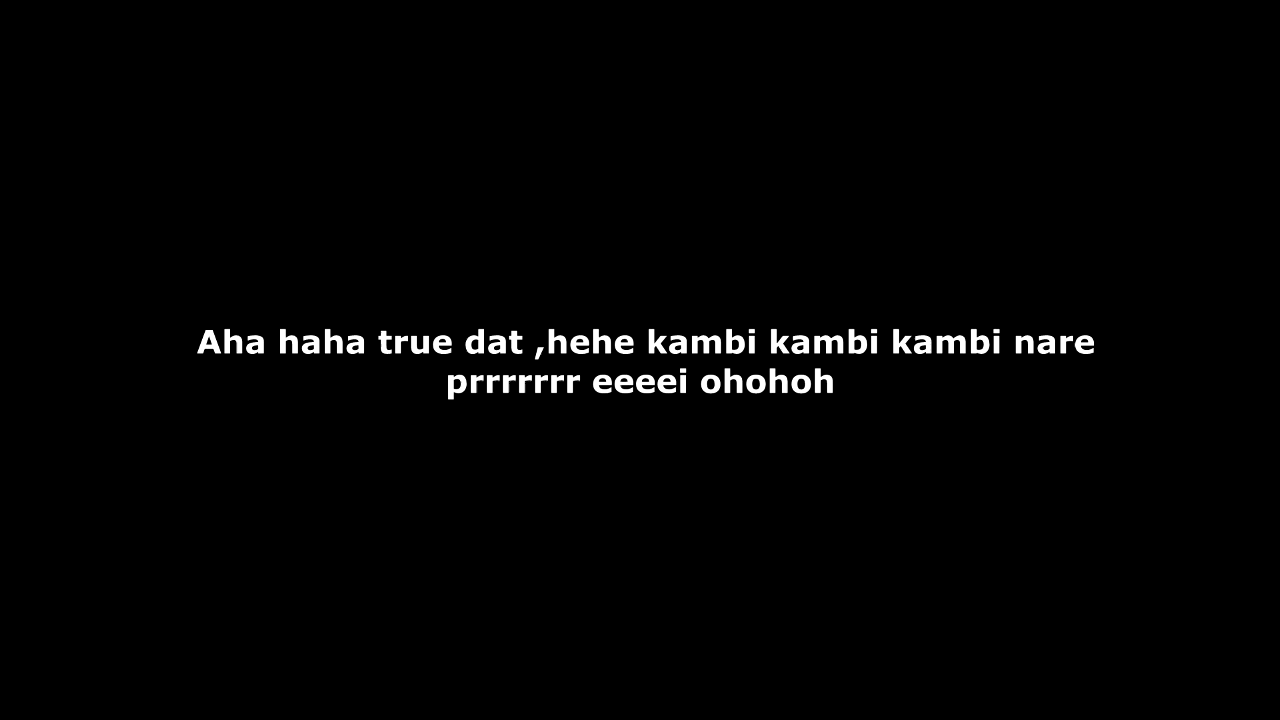 Aha haha true dat ,hehe kambi kambi kambi nare
prrrrrrr eeeei ohohoh